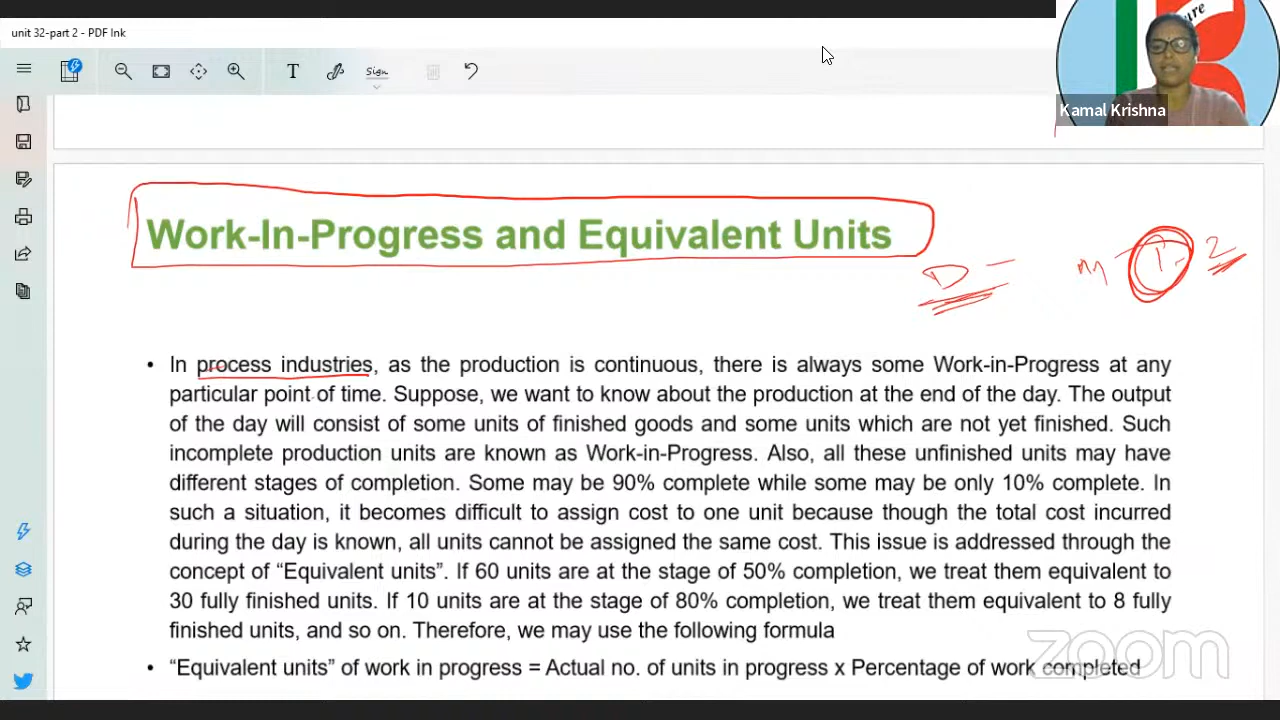 unit 32-part 2 - PDF Ink
T
Sign
ure
Kamal Krishna
Work-In-Progress and Equivalent Units
D =
2
• In process industries, as the production is continuous, there is always some Work-in-Progress at any
particular point of time. Suppose, we want to know about the production at the end of the day. The output
of the day will consist of some units of finished goods and some units which are not yet finished. Such
incomplete production units are known as Work-in-Progress. Also, all these unfinished units may have
different stages of completion. Some may be 90% complete while some may be only 10% complete. In
such a situation, it becomes difficult to assign cost to one unit because though the total cost incurred
during the day is known, all units cannot be assigned the same cost. This issue is addressed through the
concept of “Equivalent units”. If 60 units are at the stage of 50% completion, we treat them equivalent to
30 fully finished units. If 10 units are at the stage of 80% completion, we treat them equivalent to 8 fully
finished units, and so on. Therefore, we may use the following formula
• “Equivalent units” of work in progress = Actual no. of units in progress x Percentage of work completed
zoom